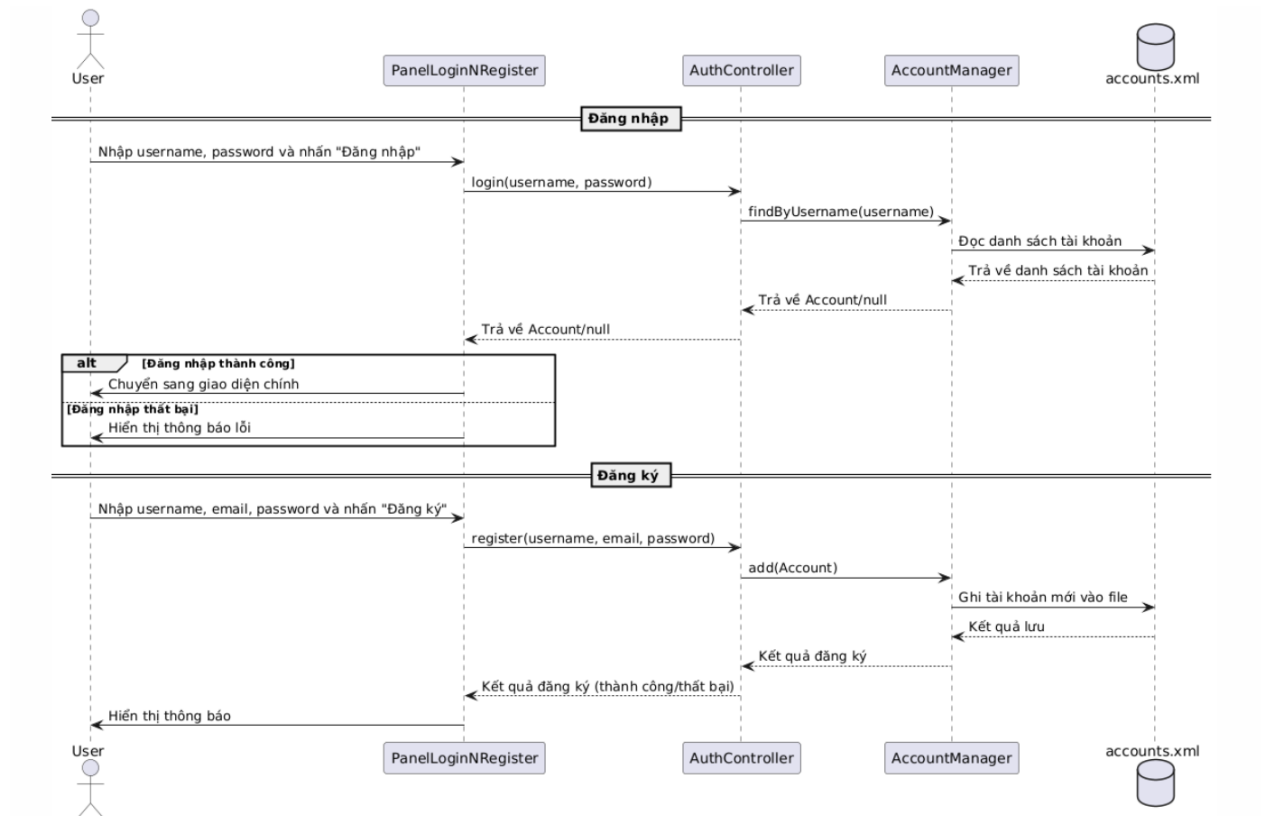 User
PanelLoginNRegister
AuthController
AccountManager
accounts.xml
Đăng nhập
Nhập username, password và nhấn "Đăng nhập"
login(username, password)
findByUsername(username)
Đọc danh sách tài khoản
Trả về danh sách tài khoản
Trả về Account/null
Trả về Account/null
alt [Đăng nhập thành công]
Chuyển sang giao diện chính
[Đăng nhập thất bại]
Hiển thị thông báo lỗi
Đăng ký
Nhập username, email, password và nhấn "Đăng ký"
register(username, email, password)
add(Account)
Ghi tài khoản mới vào file
Kết quả lưu
Kết quả đăng ký
Kết quả đăng ký (thành công/thất bại)
Hiển thị thông báo
User
PanelLoginNRegister
AuthController
AccountManager
accounts.xml